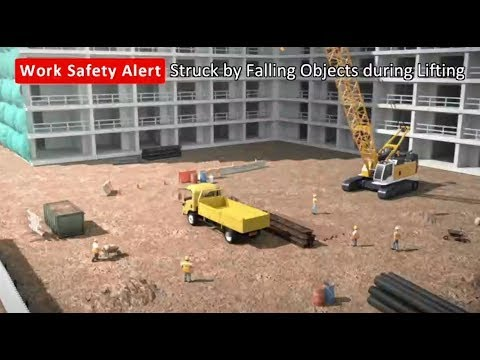 Work Safety Alert Struck by Falling Objects during Lifting